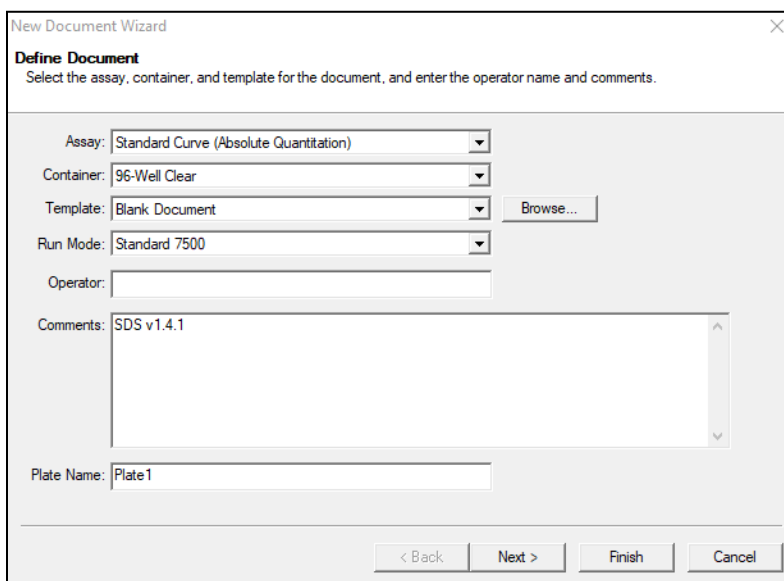 New Document Wizard
Define Document
Select the assay, container, and template for the document, and enter the operator name and comments.
Assay: Standard Curve (Absolute Quantitation)
Container: 96-Well Clear
Template: Blank Document Browse...
Run Mode: Standard 7500
Operator:
Comments: SDS v1.4.1
Plate Name: Plate1
< Back Next > Finish Cancel